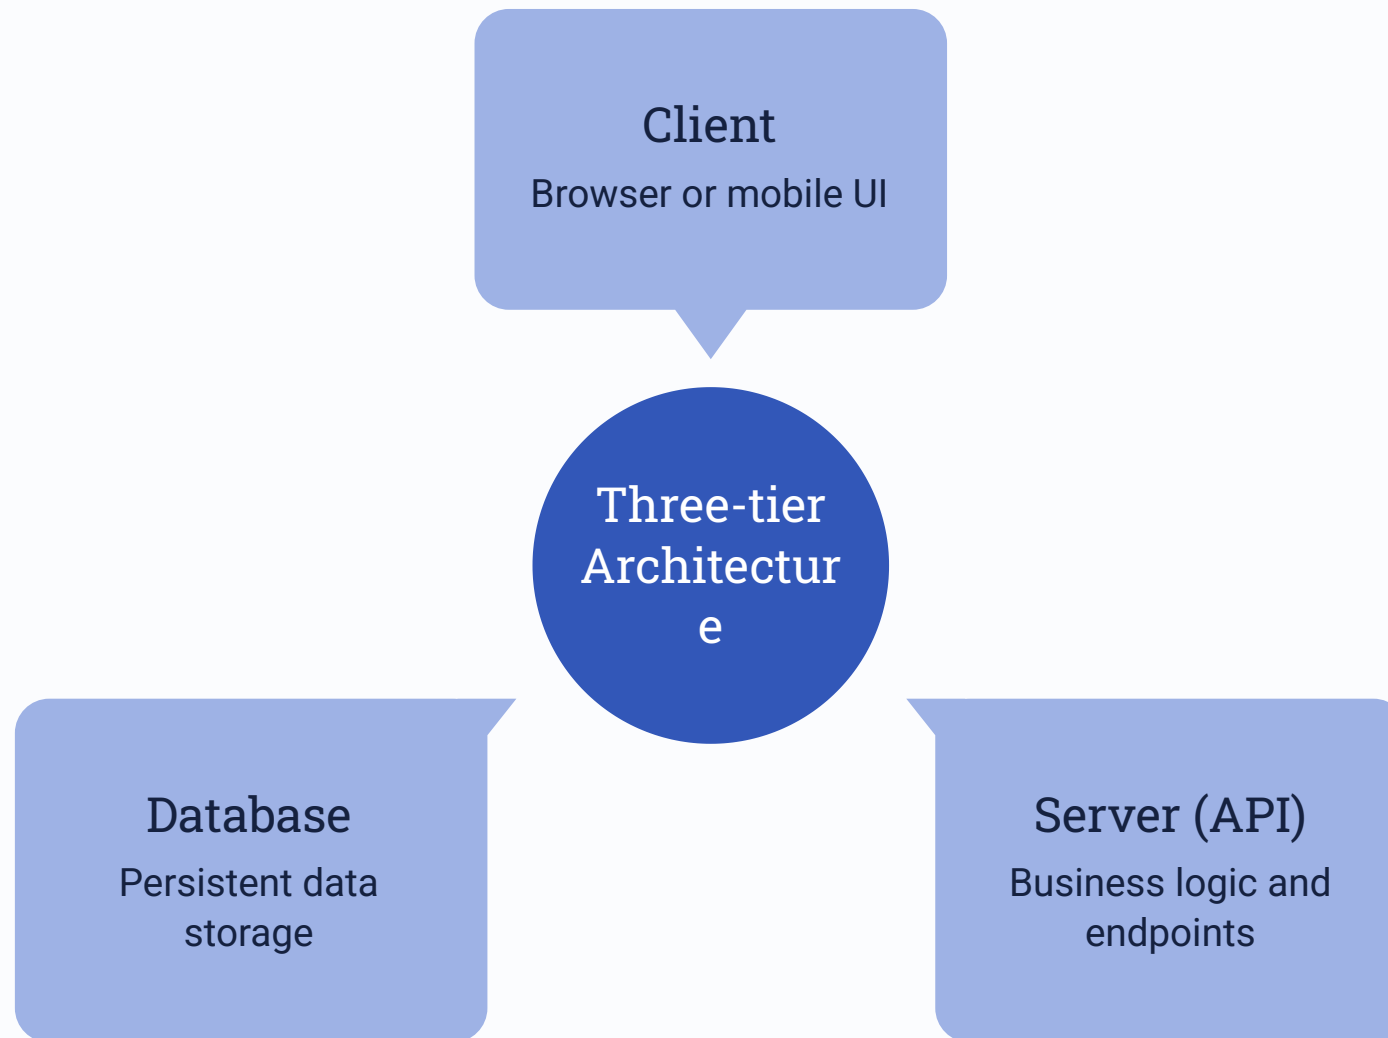 Client
Browser or mobile UI
Three-tier
Architectur
e
Database
Persistent data
storage
Server (API)
Business logic and
endpoints